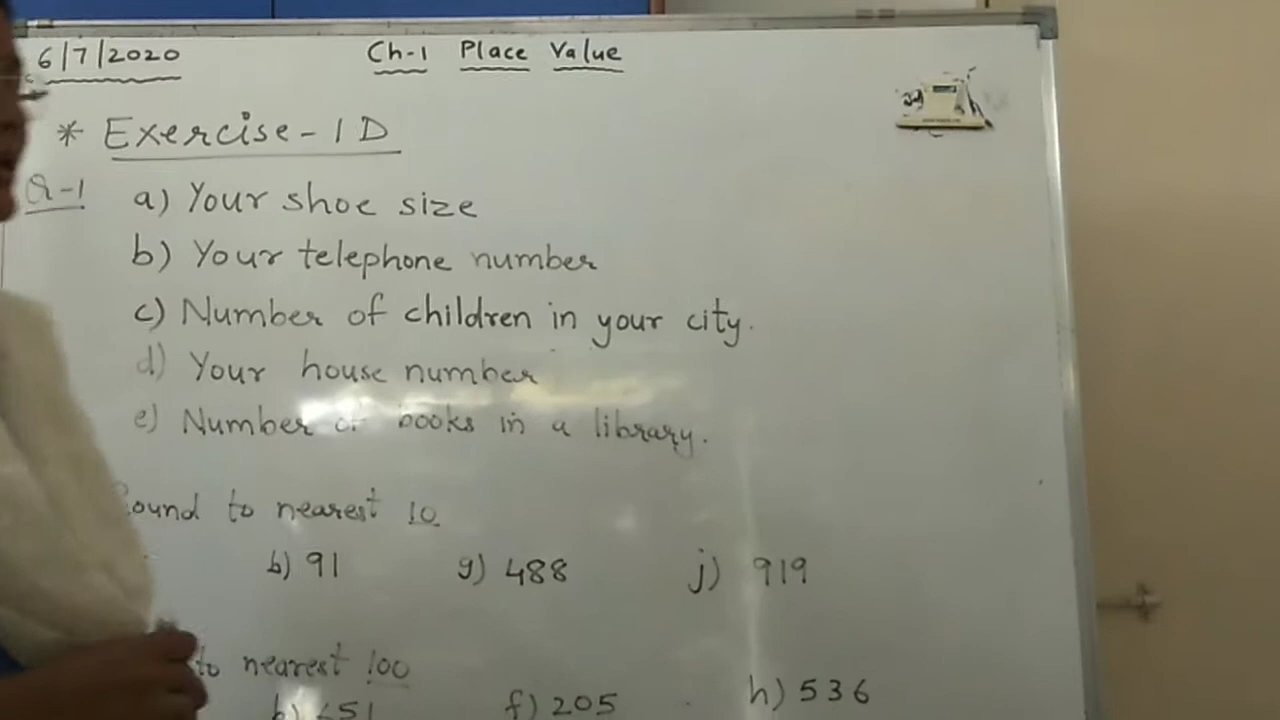 6/7/2020 Ch-1 Place Value
* Exercise - 1D
Q-1 a) Your shoe size
b) Your telephone number
c) Number of children in your city.
d) Your house number
e) Number of books in a library.
ound to nearest 10
b) 91 g) 488 j) 919
to nearest 100
b) 651 f) 205 h) 536